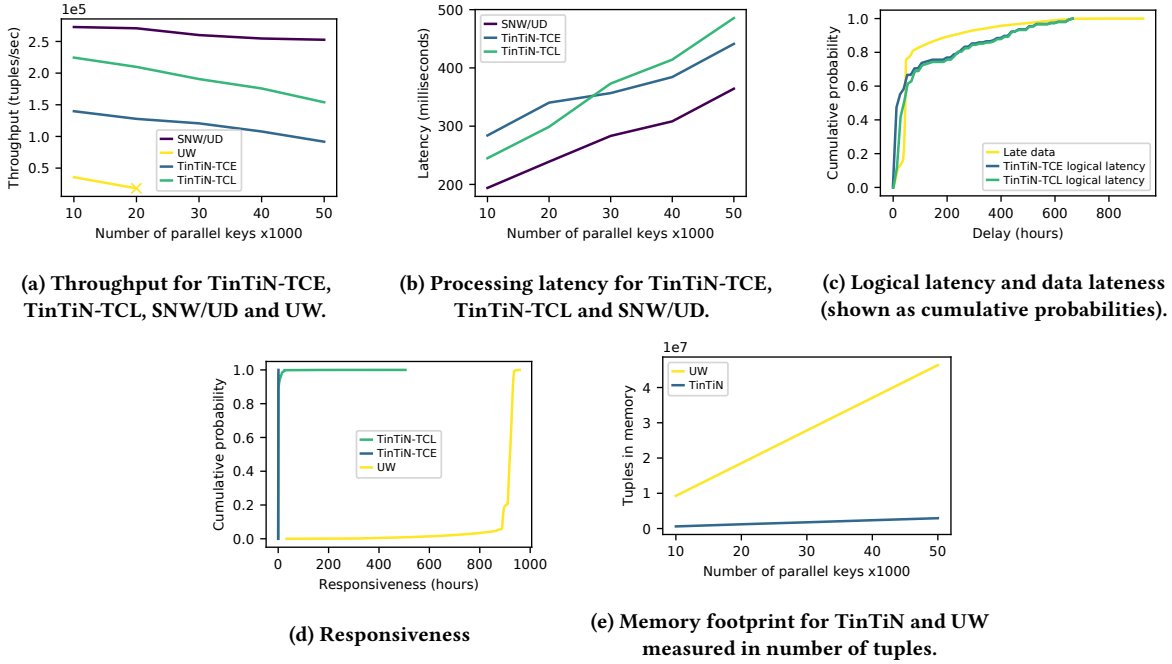 1e5
2.5
2.0
1.5
1.0
0.5
Throughput (tuples/sec)
SNW/UD
UW
TinTiN-TCE
TinTiN-TCL
10 20 30 40 50
Number of parallel keys x1000
(a) Throughput for TinTiN-TCE,
TinTiN-TCL, SNW/UD and UW.
500
400
300
200
Latency (milliseconds)
SNW/UD
TinTiN-TCE
TinTiN-TCL
10 20 30 40 50
Number of parallel keys x1000
(b) Processing latency for TinTiN-TCE,
TinTiN-TCL and SNW/UD.
1.0
0.8
0.6
0.4
0.2
0.0
Cumulative probability
Late data
TinTiN-TCE logical latency
TinTiN-TCL logical latency
0 200 400 600 800
Delay (hours)
(c) Logical latency and data lateness
(shown as cumulative probabilities).
1.0
0.8
0.6
0.4
0.2
0.0
Cumulative probability
TinTiN-TCL
TinTiN-TCE
UW
0 200 400 600 800 1000
Responsiveness (hours)
(d) Responsiveness
1e7
4
3
2
1
0
Tuples in memory
UW
TinTiN
10 20 30 40 50
Number of parallel keys x1000
(e) Memory footprint for TinTiN and UW
measured in number of tuples.